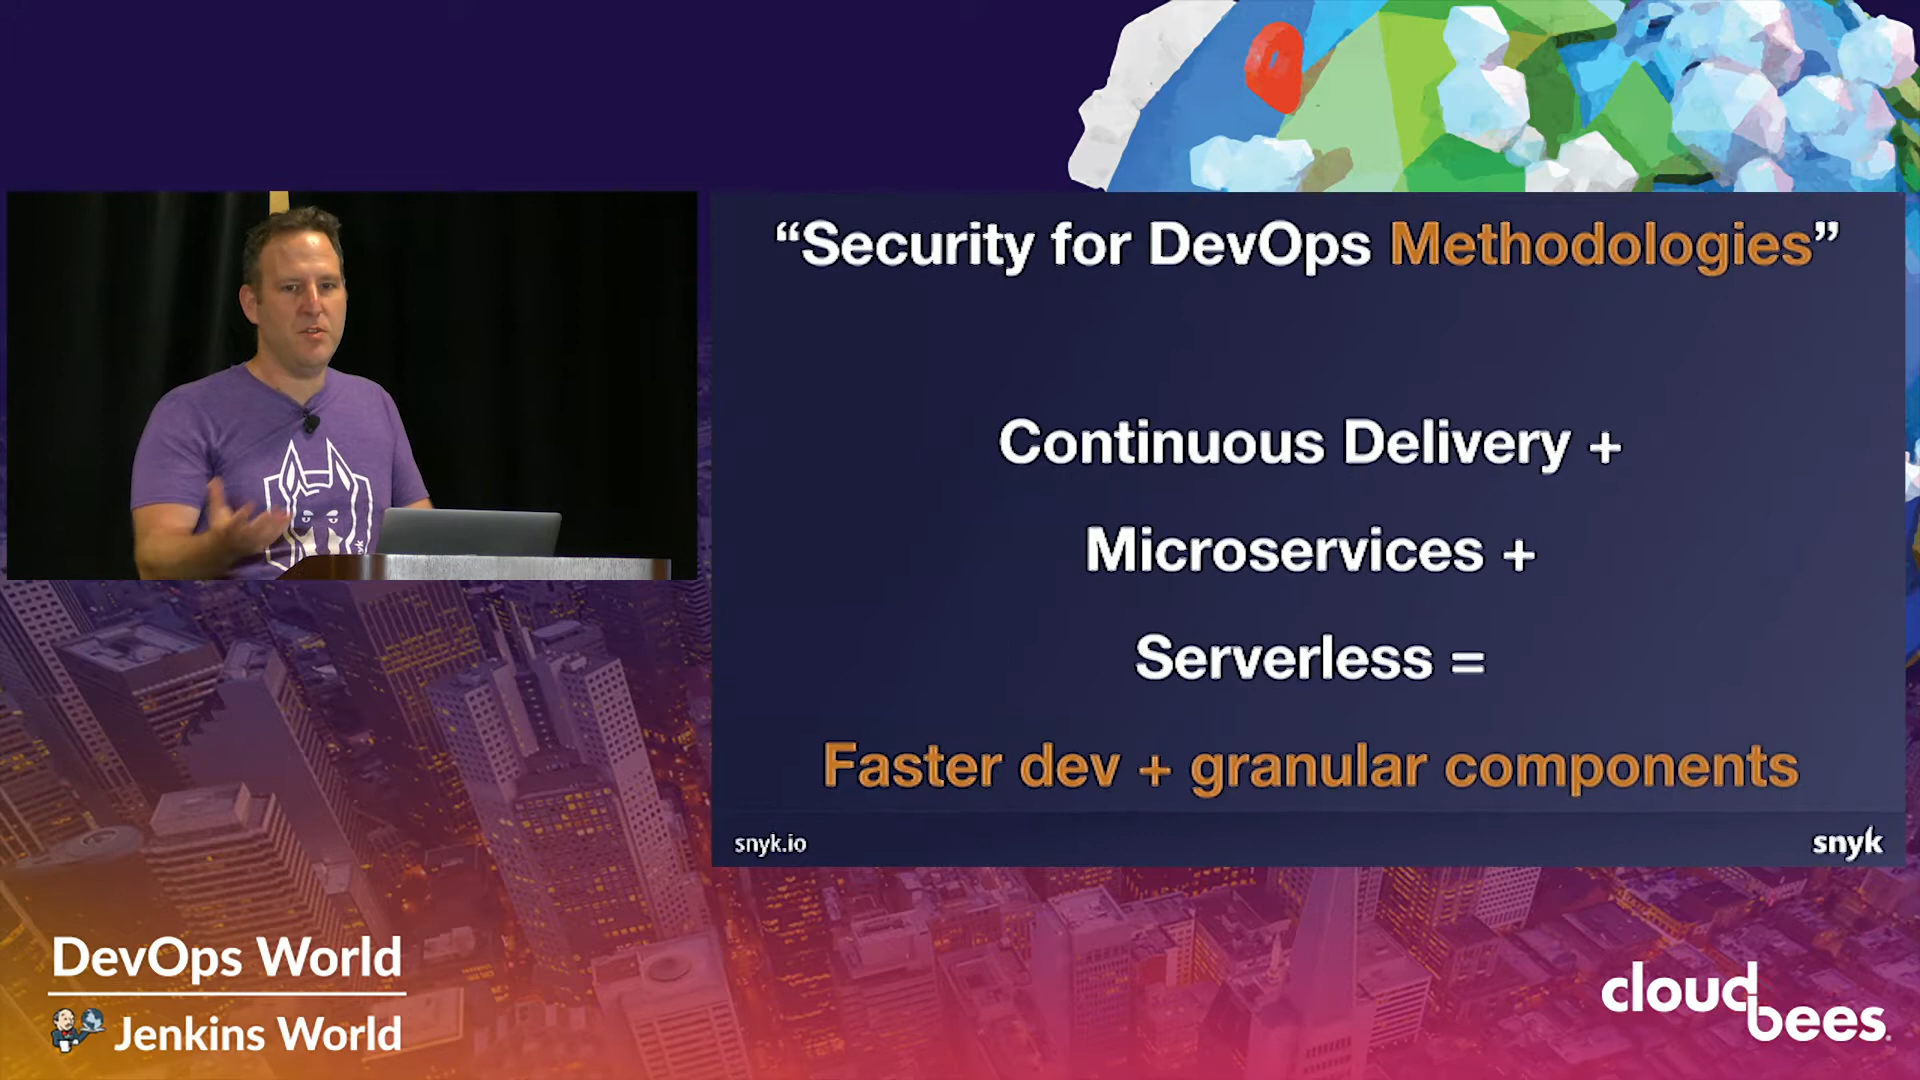 “Security for DevOps Methodologies”
Continuous Delivery +
Microservices +
Serverless =
Faster dev + granular components
snyk.io
snyk
DevOps World
Jenkins World
cloudbees